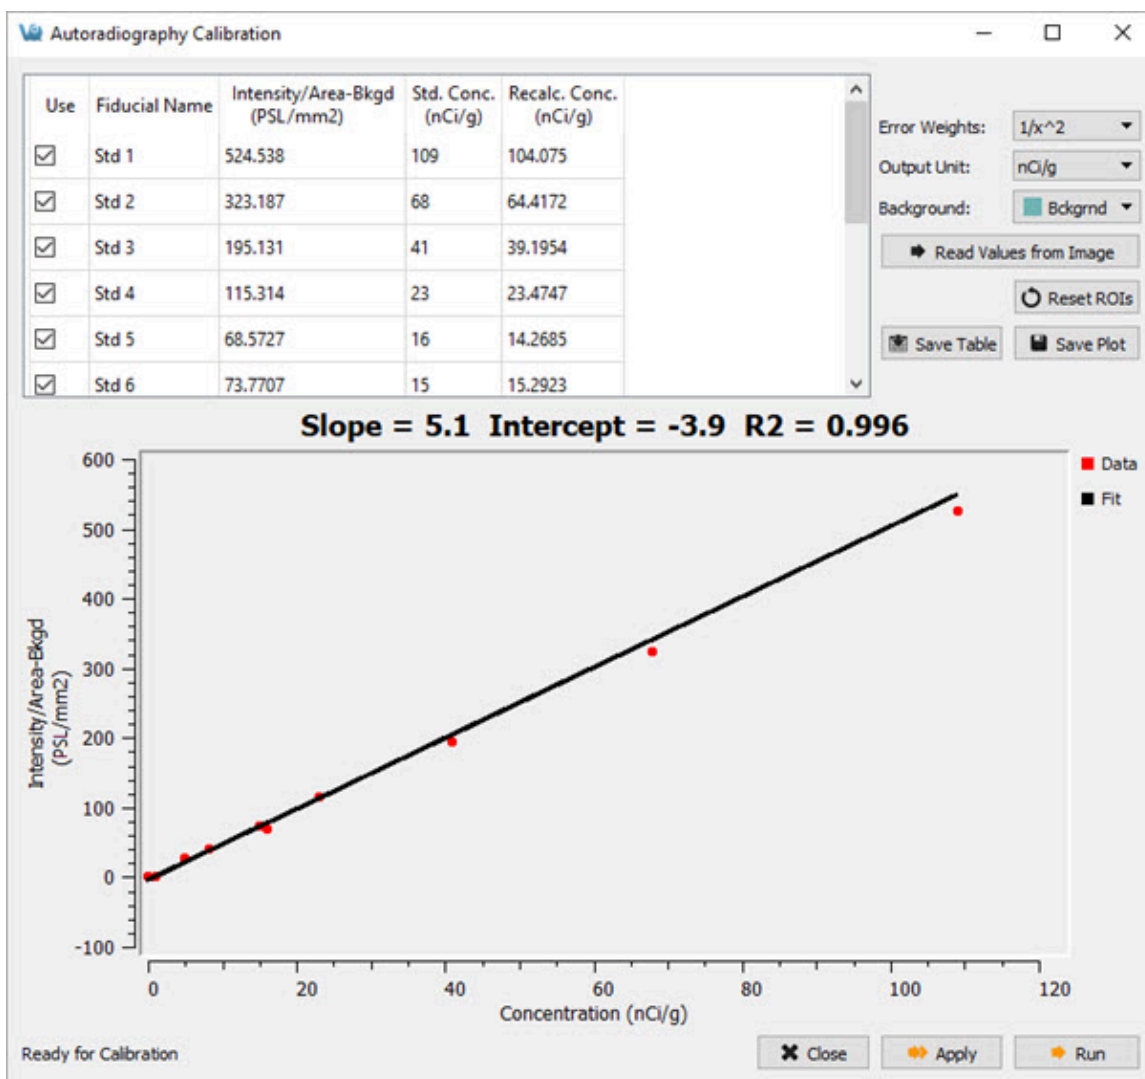 Autoradiography Calibration
Use Fiducial Name Intensity/Area-Bkgd (PSL/mm2) Std. Conc. (nCi/g) Recalc. Conc. (nCi/g)
Std 1 524.538 109 104.075
Std 2 323.187 68 64.4172
Std 3 195.131 41 39.1954
Std 4 115.314 23 23.4747
Std 5 68.5727 16 14.2685
Std 6 73.7707 15 15.2923
Error Weights: 1/x^2
Output Unit: nCi/g
Background: Bckgrnd
Read Values from Image
Reset ROIs
Save Table Save Plot
Slope = 5.1 Intercept = -3.9 R2 = 0.996
600
500
400
300
200
100
0
-100
Intensity/Area-Bkgd
(PSL/mm2)
Data
Fit
0 20 40 60 80 100 120
Concentration (nCi/g)
Ready for Calibration
Close Apply Run